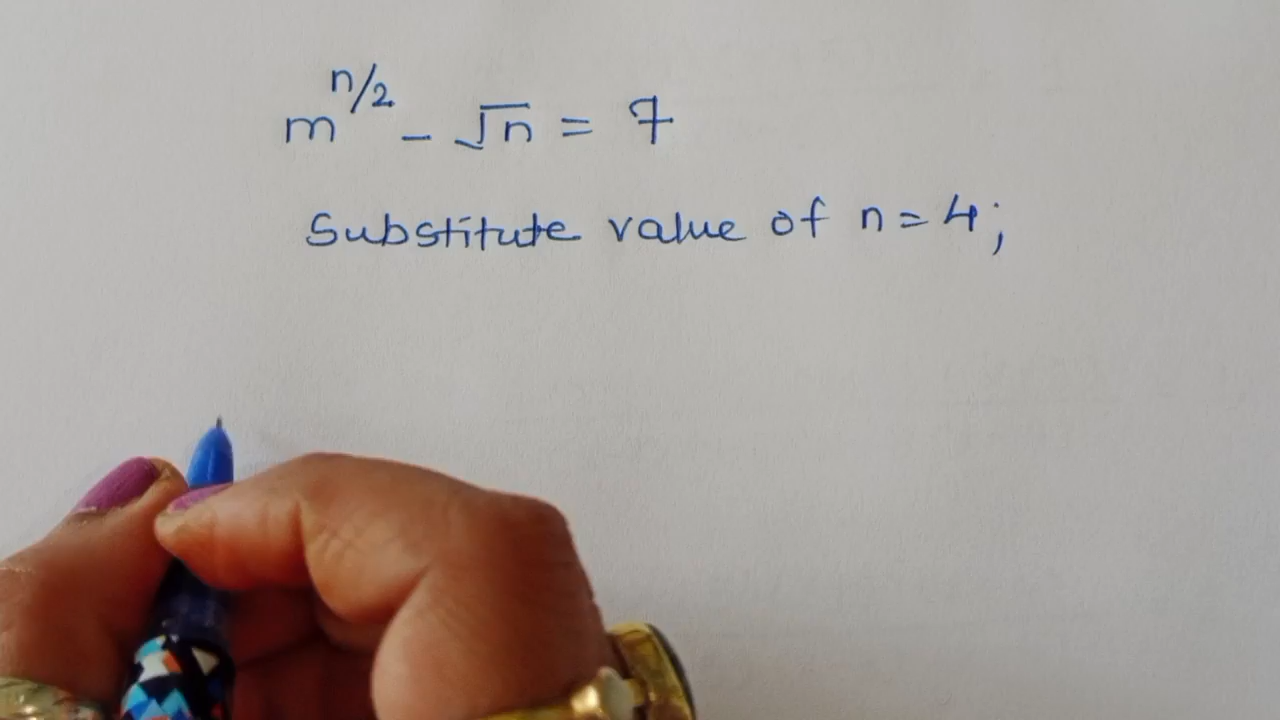 m^{n/2} - √n = 7
Substitute value of n = 4;